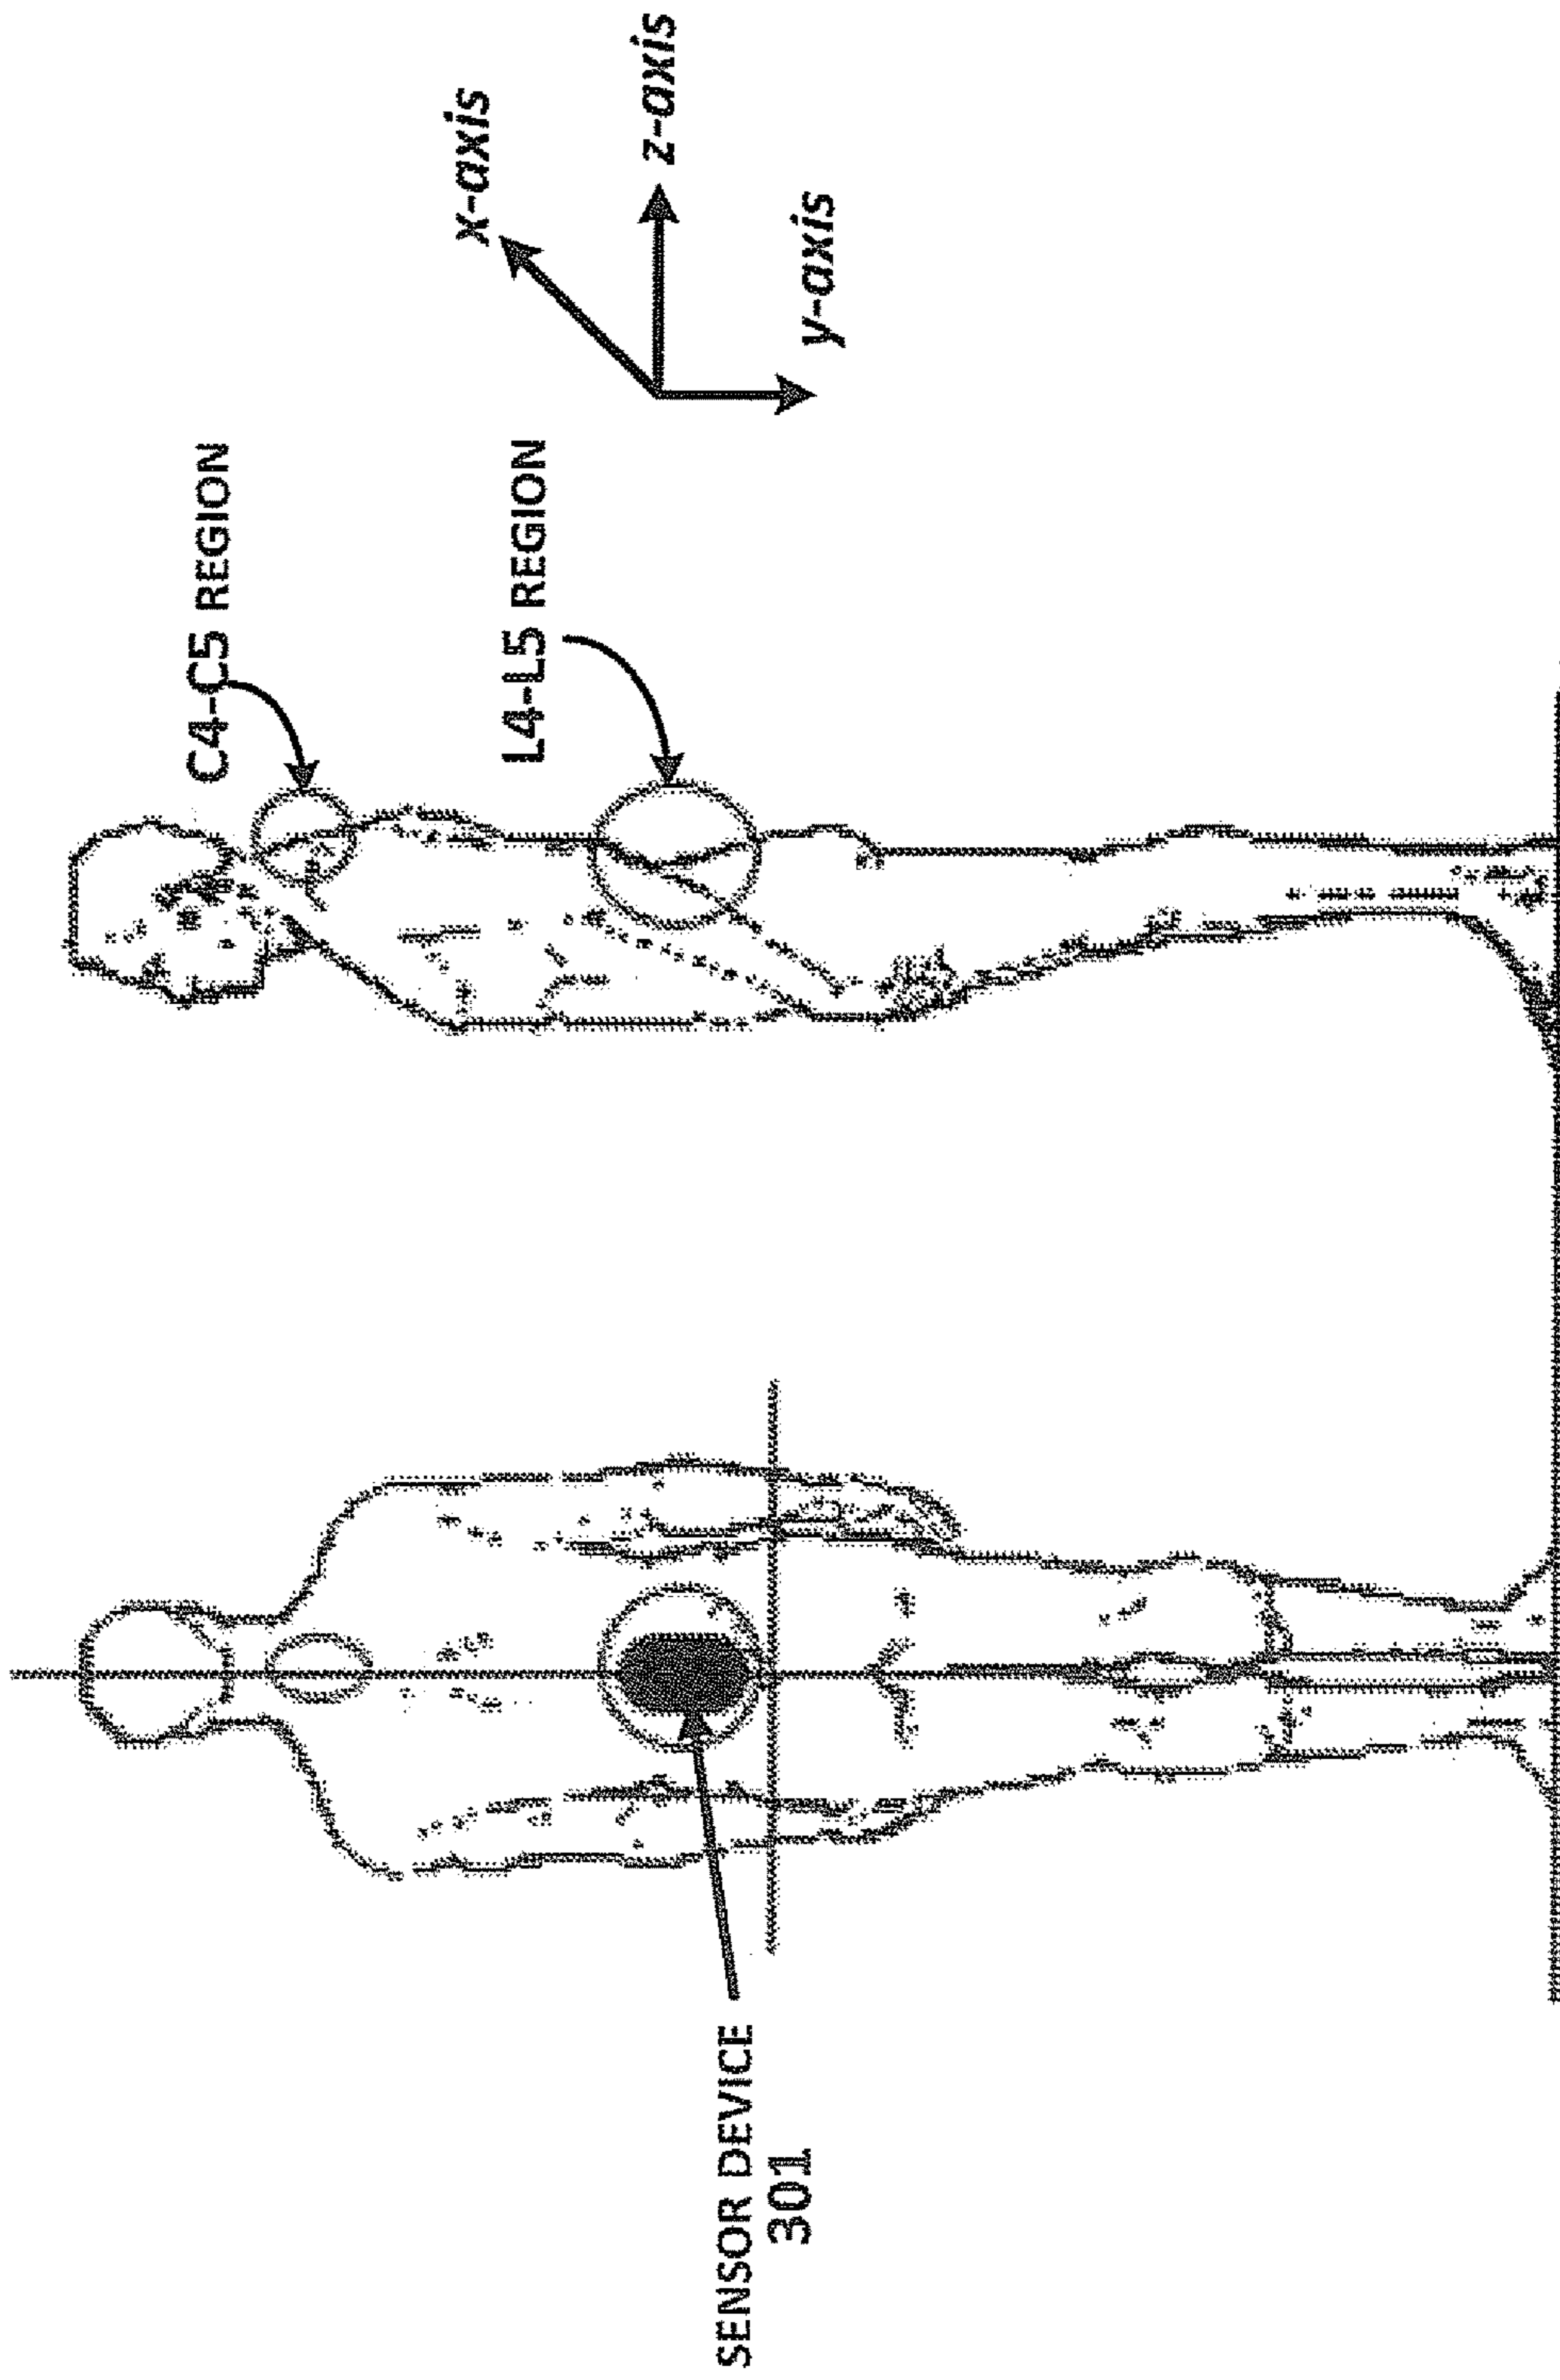 SENSOR DEVICE
301
C4-C5 REGION
L4-L5 REGION
x-axis
z-axis
y-axis